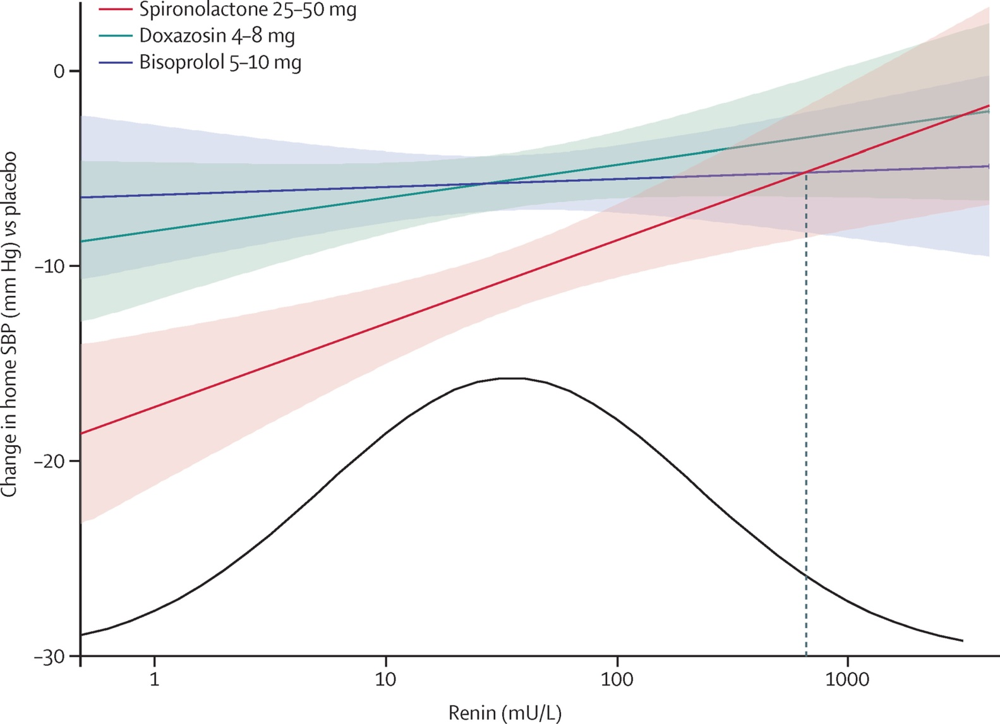 Spironolactone 25–50 mg
Doxazosin 4–8 mg
Bisoprolol 5–10 mg
Change in home SBP (mm Hg) vs placebo
0
–10
–20
–30
1
10
100
1000
Renin (mU/L)